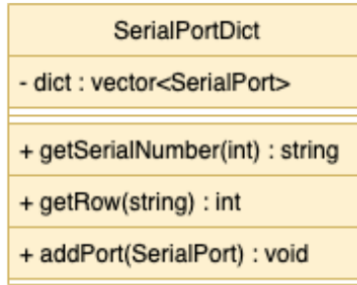 SerialPortDict
- dict : vector<SerialPort>
+ getSerialNumber(int) : string
+ getRow(string) : int
+ addPort(SerialPort) : void